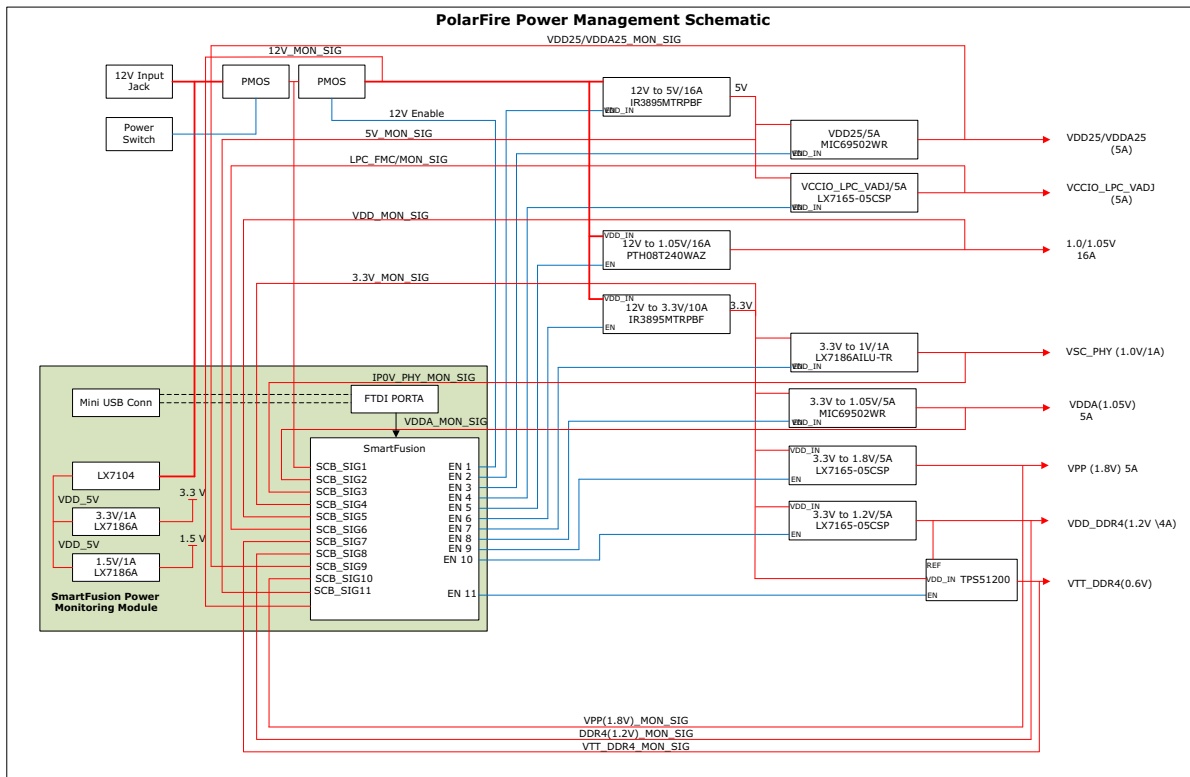 PolarFire Power Management Schematic
VDD25/VDDA25_MON_SIG
12V_MON_SIG
12V Input
Jack
PMOS
PMOS
12V to 5V/16A
IR3895MTRPBF
VDD_IN
EN
5V
Power
Switch
12V Enable
5V_MON_SIG
VDD25/5A
MIC69502WR
VDD_IN
EN
VDD25/VDDA25
(5A)
LPC_FMC/MON_SIG
VCCIO_LPC_VADJ/5A
LX7165-05CSP
VDD_IN
EN
VCCIO_LPC_VADJ
(5A)
VDD_MON_SIG
VDD_IN
12V to 1.05V/16A
PTH08T240WAZ
EN
1.0/1.05V
16A
3.3V_MON_SIG
VDD_IN
12V to 3.3V/10A
IR3895MTRPBF
EN
3.3V
3.3V to 1V/1A
LX7186AILU-TR
VDD_IN
EN
VSC_PHY (1.0V/1A)
IP0V_PHY_MON_SIG
Mini USB Conn
FTDI PORTA
VDDA_MON_SIG
3.3V to 1.05V/5A
MIC69502WR
VDD_IN
EN
VDDA(1.05V)
5A
SmartFusion
SCB_SIG1
SCB_SIG2
SCB_SIG3
SCB_SIG4
SCB_SIG5
SCB_SIG6
SCB_SIG7
SCB_SIG8
SCB_SIG9
SCB_SIG10
SCB_SIG11
EN 1
EN 2
EN 3
EN 4
EN 5
EN 6
EN 7
EN 8
EN 9
EN 10
EN 11
VDD_IN
3.3V to 1.8V/5A
LX7165-05CSP
EN
VPP (1.8V) 5A
LX7104
VDD_5V
3.3 V
3.3V/1A
LX7186A
VDD_5V
1.5 V
1.5V/1A
LX7186A
SmartFusion Power
Monitoring Module
VDD_IN
3.3V to 1.2V/5A
LX7165-05CSP
EN
VDD_DDR4(1.2V \4A)
REF
VDD_IN
TPS51200
EN
VTT_DDR4(0.6V)
VPP(1.8V)_MON_SIG
DDR4(1.2V)_MON_SIG
VTT_DDR4_MON_SIG